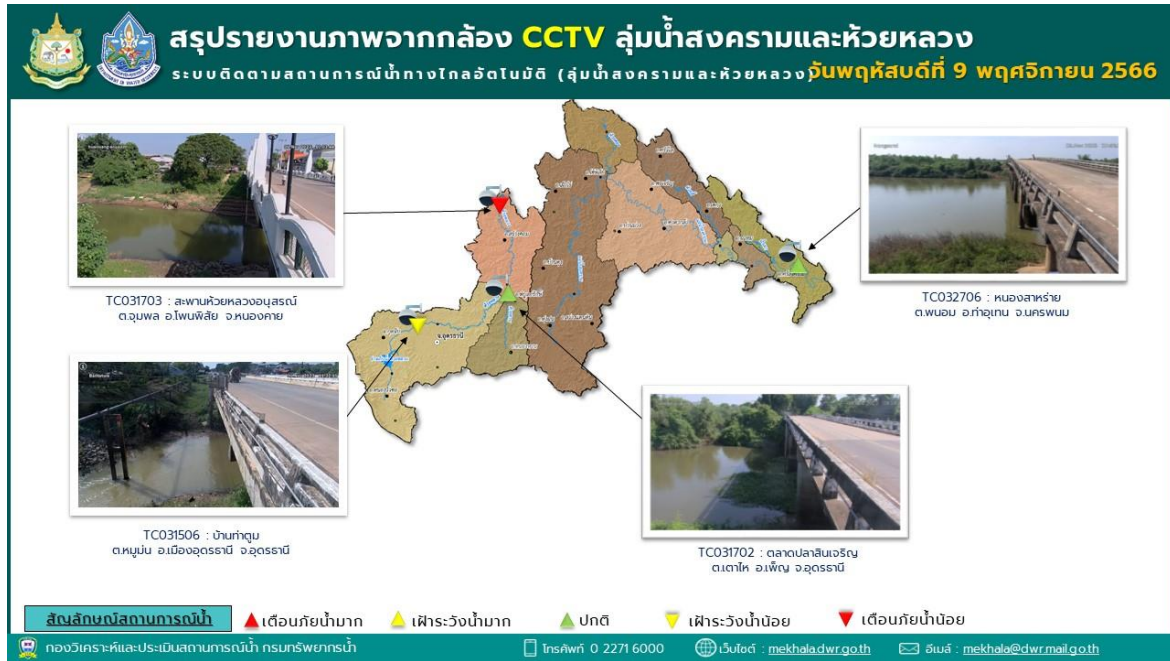 สรุปรายงานภาพจากกล้อง CCTV ลุ่มน้ำสงครามและห้วยหลวง
ระบบติดตามสถานการณ์น้ำทางไกลอัตโนมัติ (ลุ่มน้ำสงครามและห้วยหลวง)
วันพฤหัสบดีที่ 9 พฤศจิกายน 2566
TC031703 : สะพานห้วยหลวงอนุสรณ์
ต.จุมพล อ.โพนพิสัย จ.หนองคาย
TC032706 : หนองสาหร่าย
ต.พนอม อ.ท่าอุเทน จ.นครพนม
จ.อุดรธานี
TC031506 : บ้านท่าตูม
ต.หมูม่น อ.เมืองอุดรธานี จ.อุดรธานี
TC031702 : ตลาดปลาสินเจริญ
ต.เตาไห อ.เพ็ญ จ.อุดรธานี
สัญลักษณ์สถานการณ์น้ำ
เตือนภัยน้ำมาก
เฝ้าระวังน้ำมาก
ปกติ
เฝ้าระวังน้ำน้อย
เตือนภัยน้ำน้อย
กองวิเคราะห์และประเมินสถานการณ์น้ำ กรมทรัพยากรน้ำ
โทรศัพท์ 0 2271 6000
เว็บไซต์ : mekhala.dwr.go.th
อีเมล์ : mekhala@dwr.mail.go.th